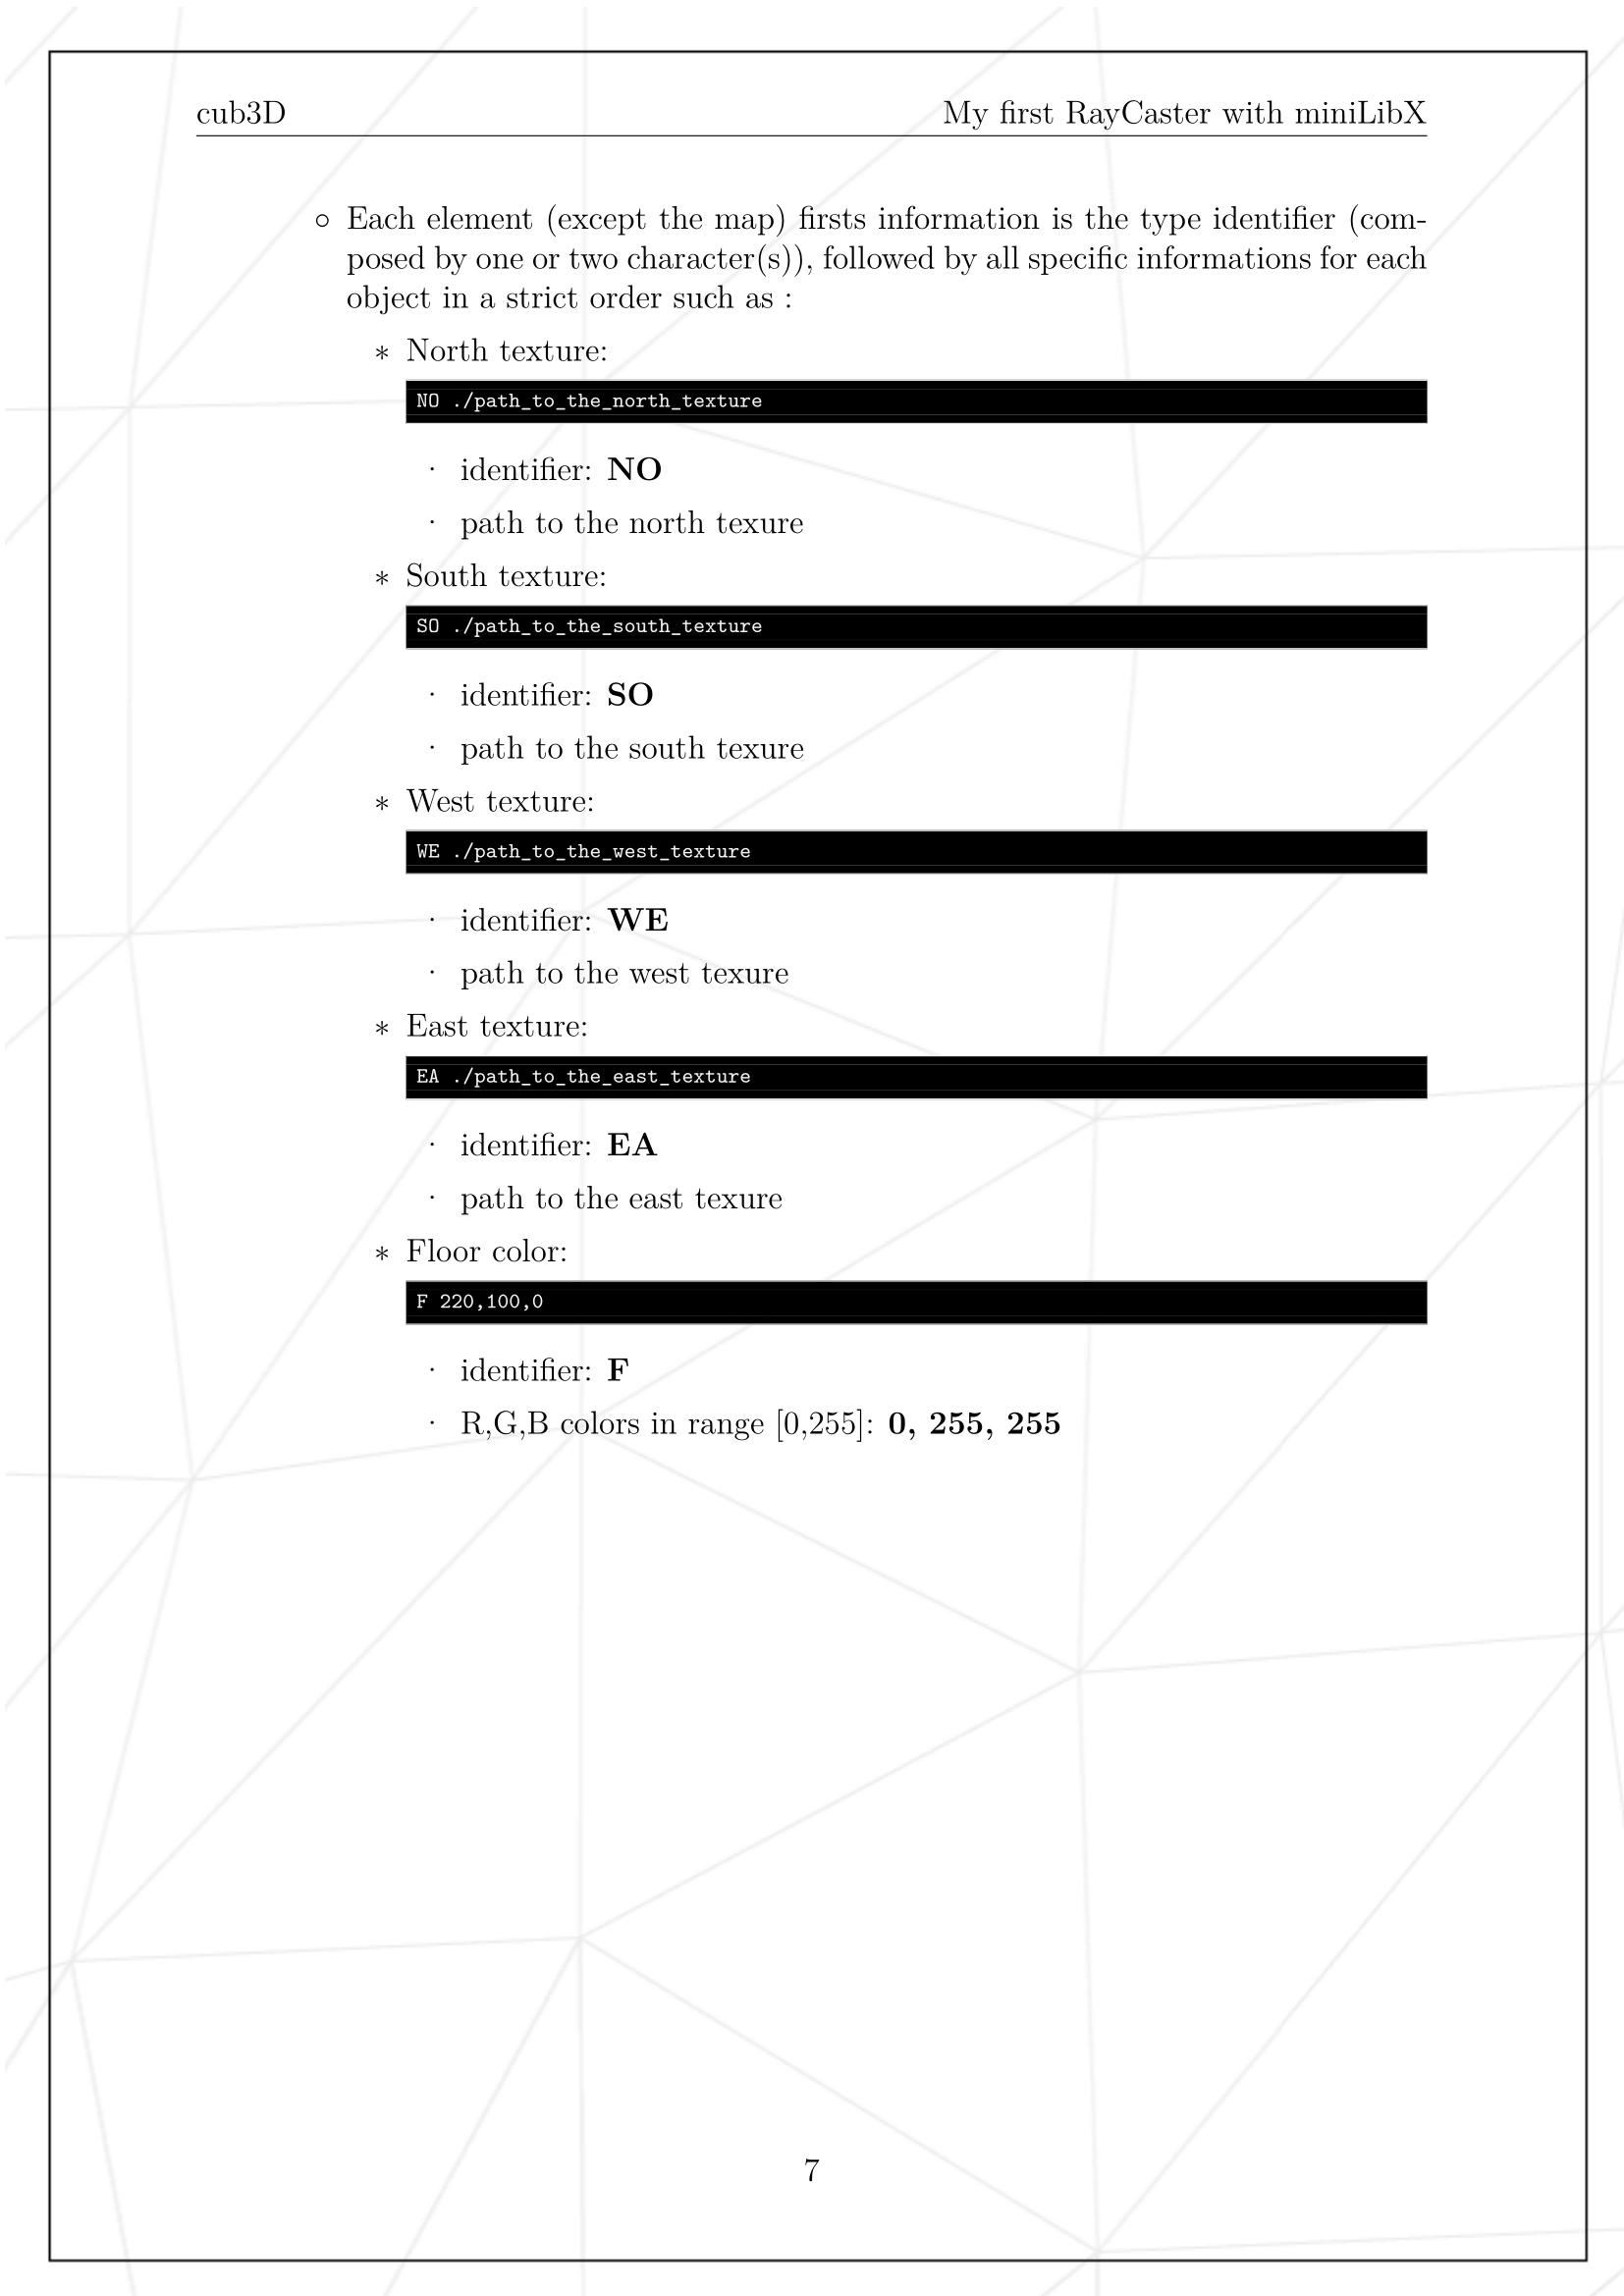 cub3D
My first RayCaster with miniLibX
◦ Each element (except the map) firsts information is the type identifier (com-
posed by one or two character(s)), followed by all specific informations for each
object in a strict order such as :
∗ North texture:
NO ./path_to_the_north_texture
· identifier: NO
· path to the north texure
∗ South texture:
SO ./path_to_the_south_texture
· identifier: SO
· path to the south texure
∗ West texture:
WE ./path_to_the_west_texture
· identifier: WE
· path to the west texure
∗ East texture:
EA ./path_to_the_east_texture
· identifier: EA
· path to the east texure
∗ Floor color:
F 220,100,0
· identifier: F
· R,G,B colors in range [0,255]: 0, 255, 255
7